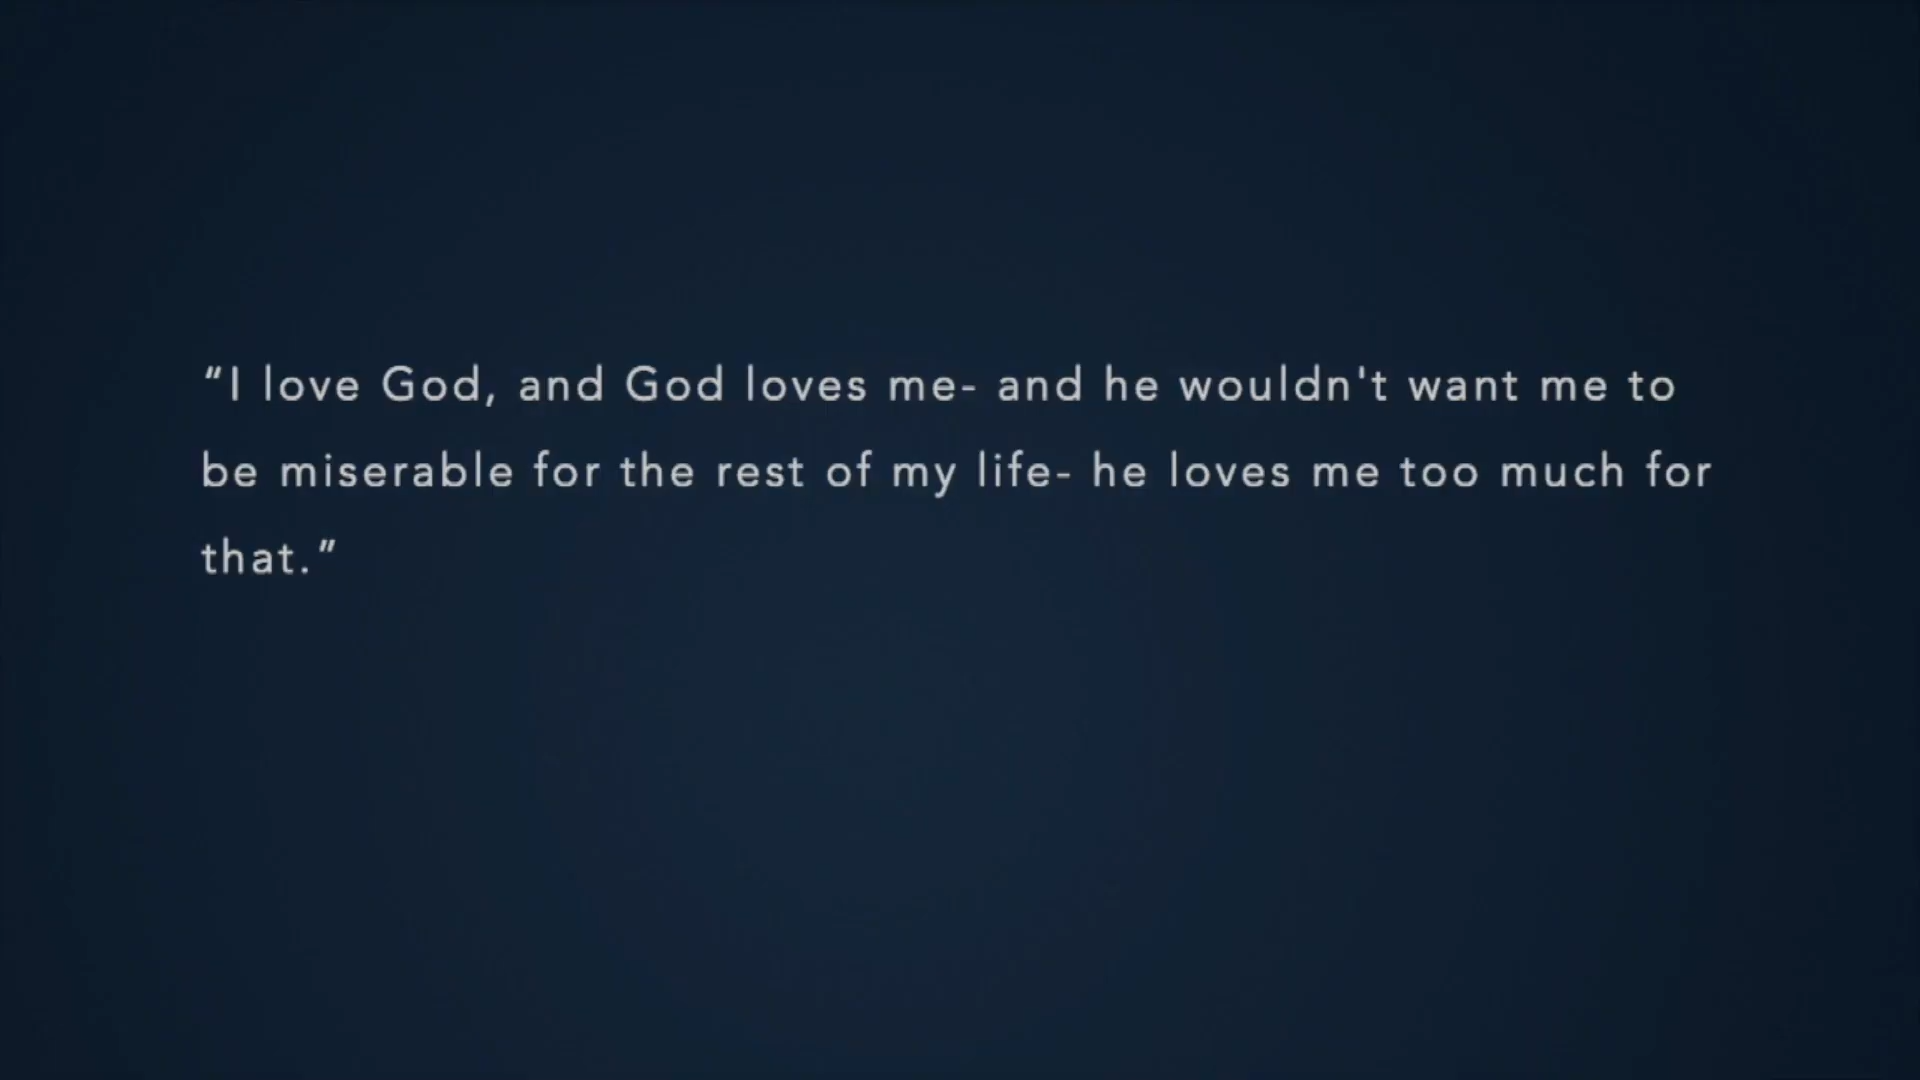 “I love God, and God loves me- and he wouldn't want me to
be miserable for the rest of my life- he loves me too much for
that.”